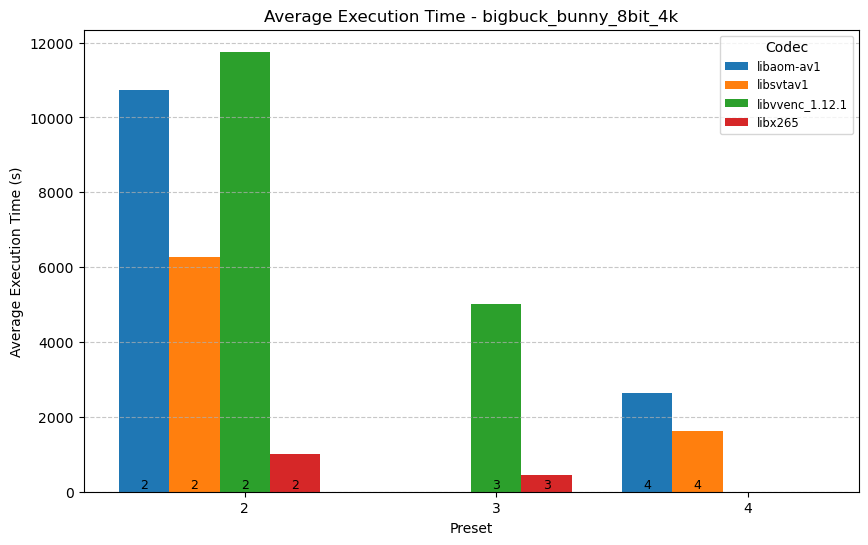 Average Execution Time - bigbuck_bunny_8bit_4k
Codec
libaom-av1
libsvtav1
libvvenc_1.12.1
libx265
Average Execution Time (s)
12000
10000
8000
6000
4000
2000
0
2 2 2 2 3 3 4 4
2 3 4
Preset